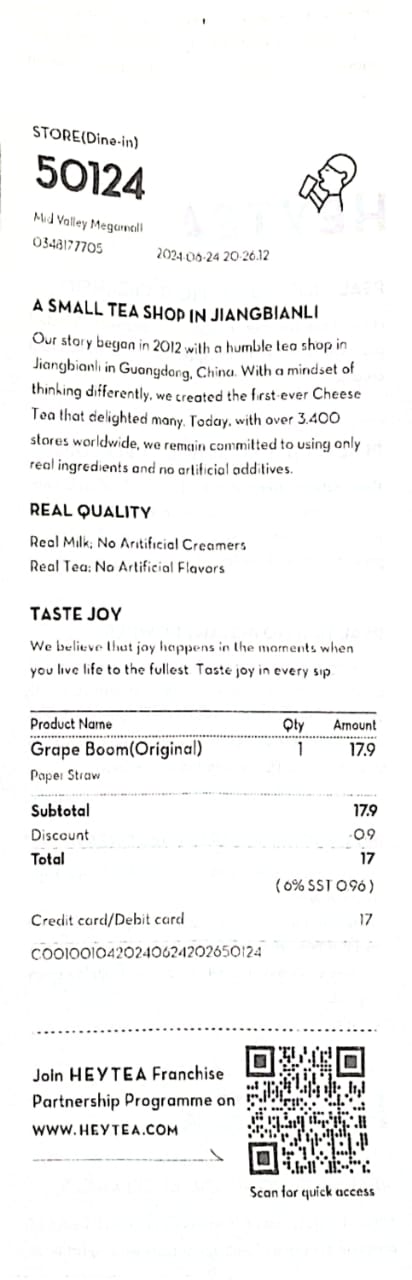 STORE(Dine-in)
50124
Mid Valley Megamall
0348177705
2024-06-24 20:26:12
A SMALL TEA SHOP IN JIANGBIANLI
Our story began in 2012 with a humble tea shop in
Jiangbianli in Guangdong, China. With a mindset of
thinking differently, we created the first-ever Cheese
Tea that delighted many. Today, with over 3,400
stores worldwide, we remain committed to using only
real ingredients and no artificial additives.
REAL QUALITY
Real Milk; No Aritificial Creamers
Real Tea; No Artificial Flavors
TASTE JOY
We believe that joy happens in the moments when
you live life to the fullest Taste joy in every sip
Product Name Qty Amount
Grape Boom(Original) 1 17.9
Paper Straw
Subtotal 17.9
Discount -0.9
Total 17
(6% SST 0.96)
Credit card/Debit card 17
C0010010420240624202650124
Join HEYTEA Franchise
Partnership Programme on
WWW.HEYTEA.COM
Scan for quick access